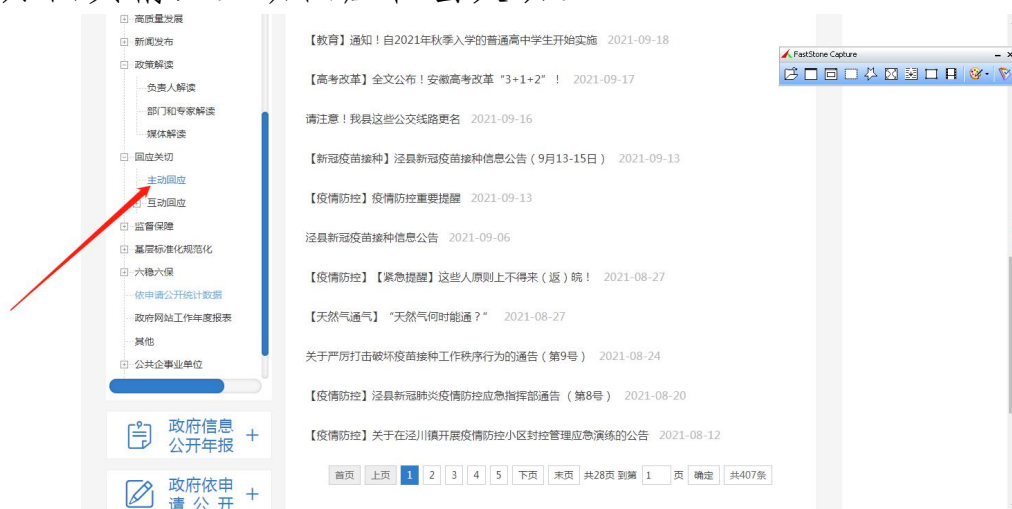 高质量发展
新闻发布
政策解读
负责人解读
部门和专家解读
媒体解读
回应关切
主动回应
互动回应
监督保障
基层标准化规范化
六稳六保
依申请公开统计数据
政府网站工作年度报表
其他
公共企事业单位
政府信息
公开年报
政府依申
请公开
【教育】通知！自2021年秋季入学的普通高中学生开始实施 2021-09-18
【高考改革】全文公布！安徽高考改革“3+1+2”！ 2021-09-17
请注意！我县这些公交线路更名 2021-09-16
【新冠疫苗接种】泾县新冠疫苗接种信息公告（9月13-15日） 2021-09-13
【疫情防控】疫情防控重要提醒 2021-09-13
泾县新冠疫苗接种信息公告 2021-09-06
【疫情防控】【紧急提醒】这些人原则上不得来（返）皖！ 2021-08-27
【天然气通气】“天然气何时能通？” 2021-08-27
关于严厉打击破坏疫苗接种工作秩序行为的通告（第9号） 2021-08-24
【疫情防控】泾县新冠肺炎疫情防控应急指挥部通告 （第8号） 2021-08-20
【疫情防控】关于在泾川镇开展疫情防控小区封控管理应急演练的公告 2021-08-12
首页 上页 1 2 3 4 5 下页 末页 共28页 到第 1 页 确定 共407条
FastStone Capture